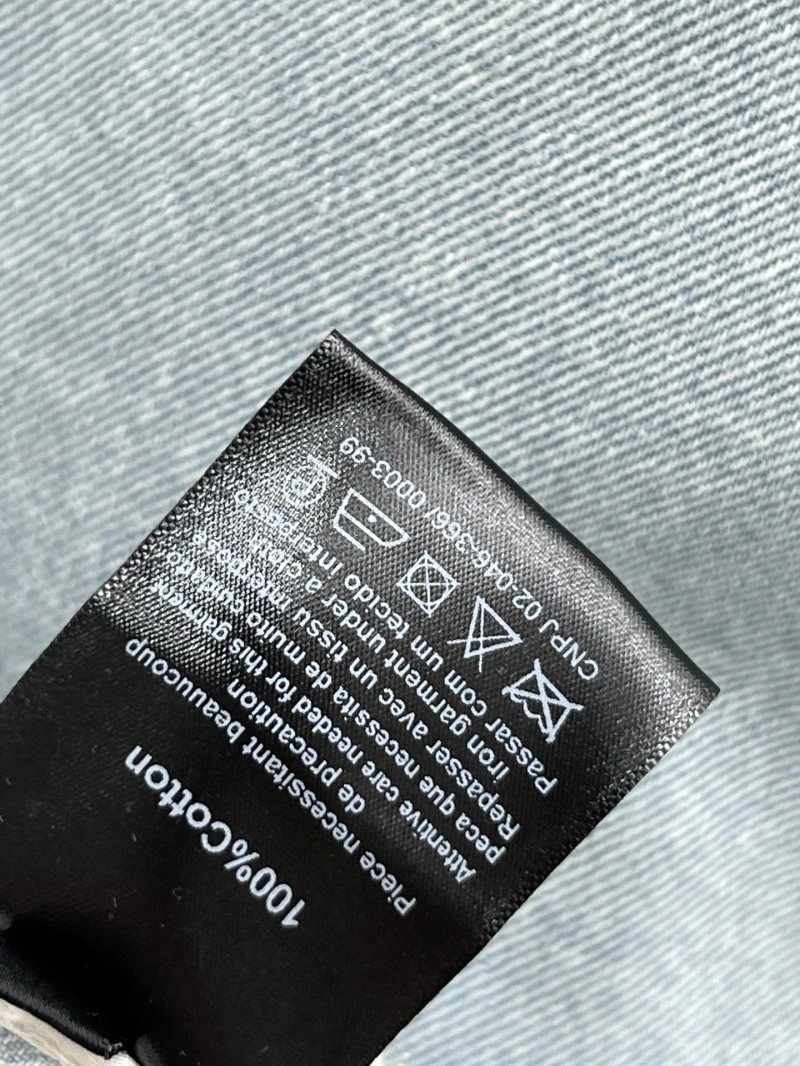 100%Cotton
Piece necessitant beauucoup
de precaution
Attentive care needed for this garment
peca que necessita de muito cuidado
Repasser avec un tissu interpose
Iron garment under a cloth
Passar com um tecido interposto
CNPJ 02-046-366/ 0003-99